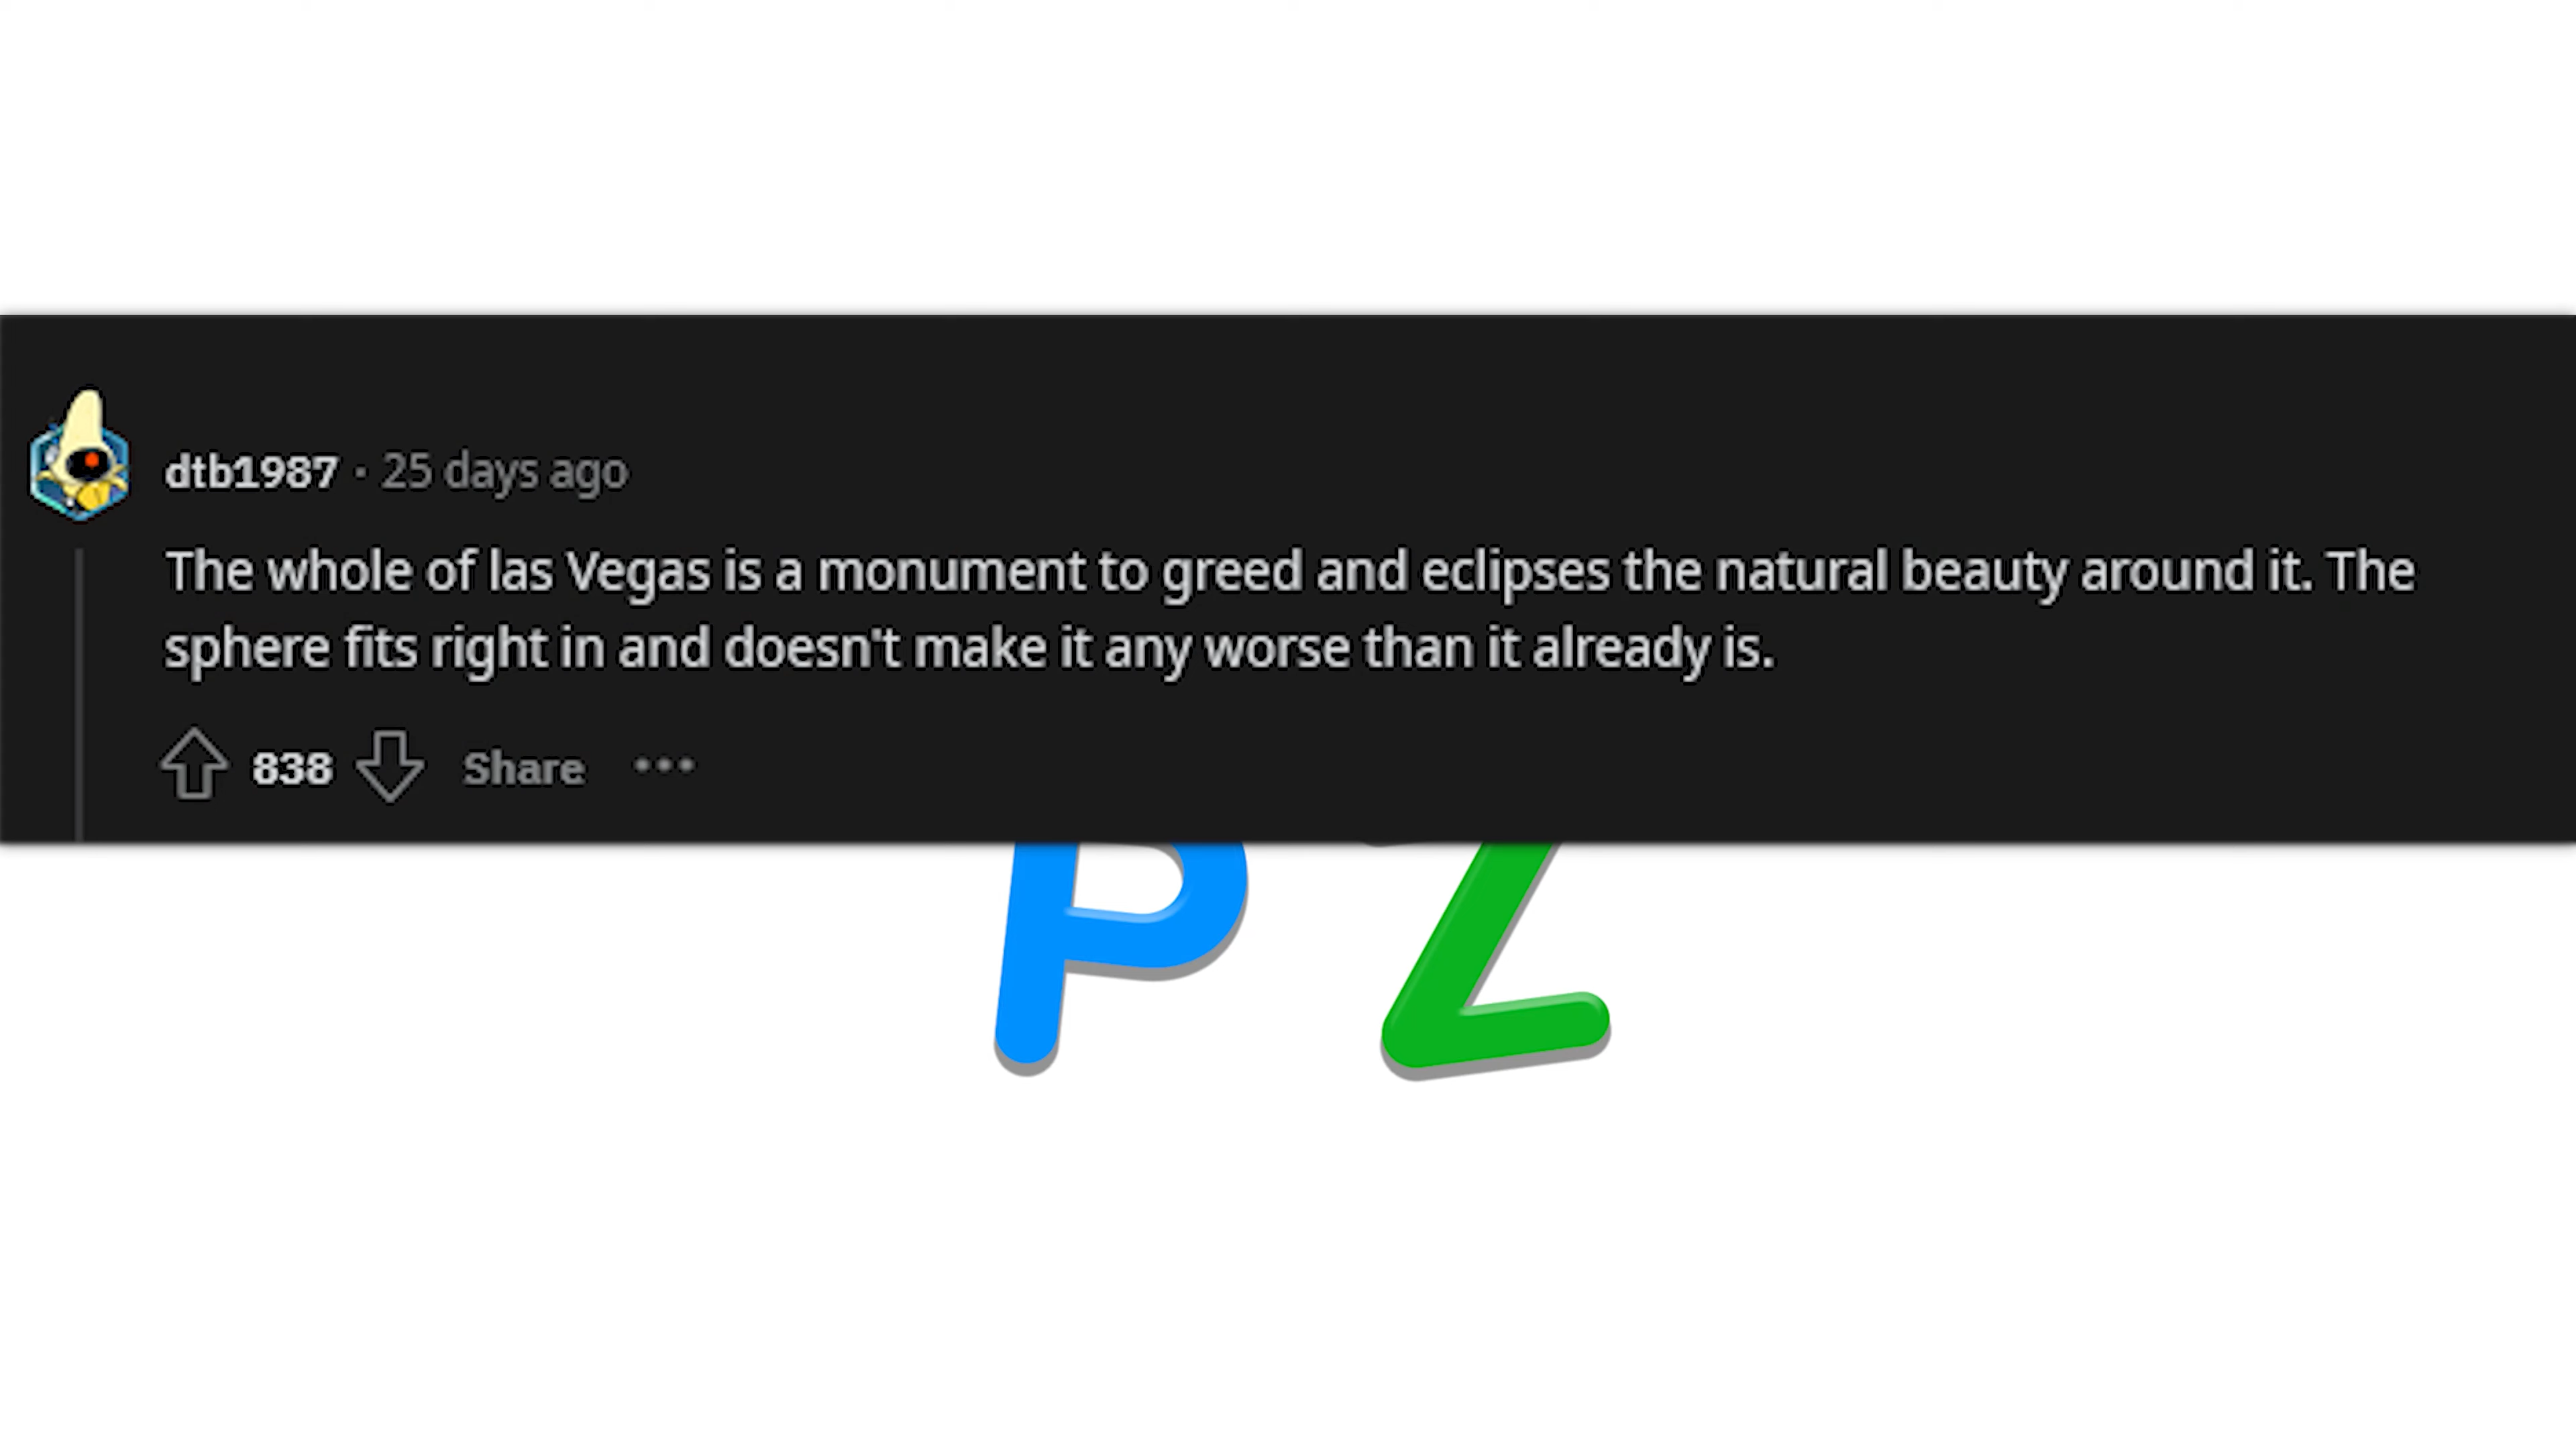 dtb1987 · 25 days ago
The whole of las Vegas is a monument to greed and eclipses the natural beauty around it. The
sphere fits right in and doesn't make it any worse than it already is.
838 Share •••
P Z